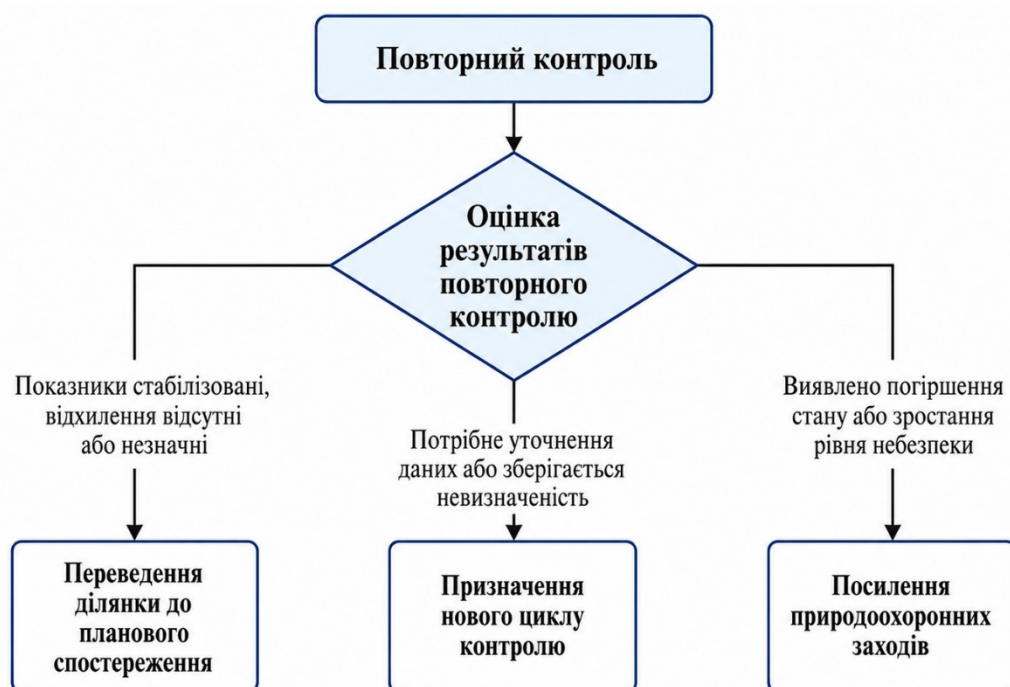 Повторний контроль
Оцінка
результатів
повторного
контролю
Показники стабілізовані,
відхилення відсутні
або незначні
Потрібне уточнення
даних або зберігається
невизначеність
Виявлено погіршення
стану або зростання
рівня небезпеки
Переведення
ділянки до
планового
спостереження
Призначення
нового циклу
контролю
Посилення
природоохоронних
заходів